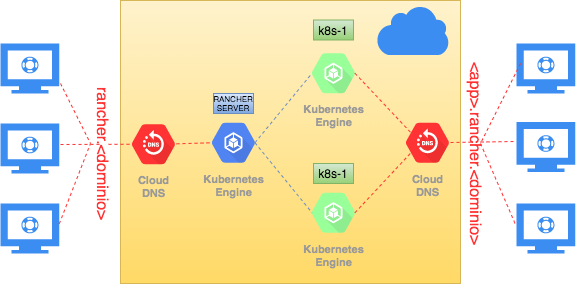 k8s-1
Kubernetes
Engine
rancher.<dominio>
DNS
Cloud
DNS
RANCHER
SERVER
Kubernetes
Engine
k8s-1
Kubernetes
Engine
DNS
Cloud
DNS
<app>.rancher.<dominio>